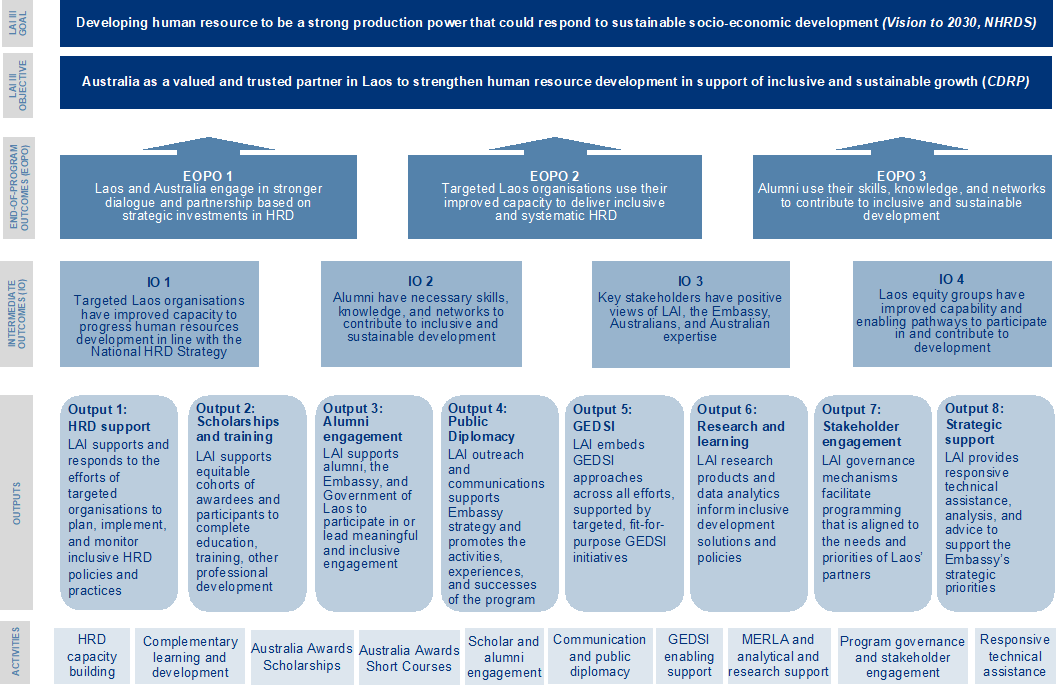 LAI III
GOAL
Developing human resource to be a strong production power that could respond to sustainable socio-economic development (Vision to 2030, NHRDS)
LAI III
OBJECTIVE
Australia as a valued and trusted partner in Laos to strengthen human resource development in support of inclusive and sustainable growth (CDRP)
END-OF-PROGRAM
OUTCOMES (EOPO)
EOPO 1
Laos and Australia engage in stronger
dialogue and partnership based on
strategic investments in HRD
EOPO 2
Targeted Laos organisations use their
improved capacity to deliver inclusive
and systematic HRD
EOPO 3
Alumni use their skills, knowledge, and networks
to contribute to inclusive and sustainable
development
INTERMEDIATE
OUTCOMES (IO)
IO 1
Targeted Laos organisations
have improved capacity to
progress human resources
development in line with the
National HRD Strategy
IO 2
Alumni have necessary skills,
knowledge, and networks to
contribute to inclusive and
sustainable development
IO 3
Key stakeholders have positive
views of LAI, the Embassy,
Australians, and Australian
expertise
IO 4
Laos equity groups have
improved capability and
enabling pathways to participate
in and contribute to
development
OUTPUTS
Output 1:
HRD support
LAI supports and
responds to the
efforts of
targeted
organisations to
plan, implement,
and monitor
inclusive HRD
policies and
practices
Output 2:
Scholarships
and training
LAI supports
equitable
cohorts of
awardees and
participants to
complete
education,
training, other
professional
development
Output 3:
Alumni
engagement
LAI supports
alumni, the
Embassy, and
Government of
Laos to
participate in or
lead meaningful
and inclusive
engagement
Output 4:
Public
Diplomacy
LAI outreach
and
communications
supports
Embassy
strategy and
promotes the
activities,
experiences,
and successes
of the program
Output 5:
GEDSI
LAI embeds
GEDSI
approaches
across all efforts,
supported by
targeted, fit-for-
purpose GEDSI
initiatives
Output 6:
Research and
learning
LAI research
products and
data analytics
inform inclusive
development
solutions and
policies
Output 7:
Stakeholder
engagement
LAI governance
mechanisms
facilitate
programming
that is aligned to
the needs and
priorities of Laos’
partners
Output 8:
Strategic
support
LAI provides
responsive
technical
assistance,
analysis, and
advice to
support the
Embassy’s
strategic
priorities
ACTIVITIES
HRD
capacity
building
Complementary
learning and
development
Australia Awards
Scholarships
Australia Awards
Short Courses
Scholar and
alumni
engagement
Communication
and public
diplomacy
GEDSI
enabling
support
MERLA and
analytical and
research support
Program governance
and stakeholder
engagement
Responsive
technical
assistance